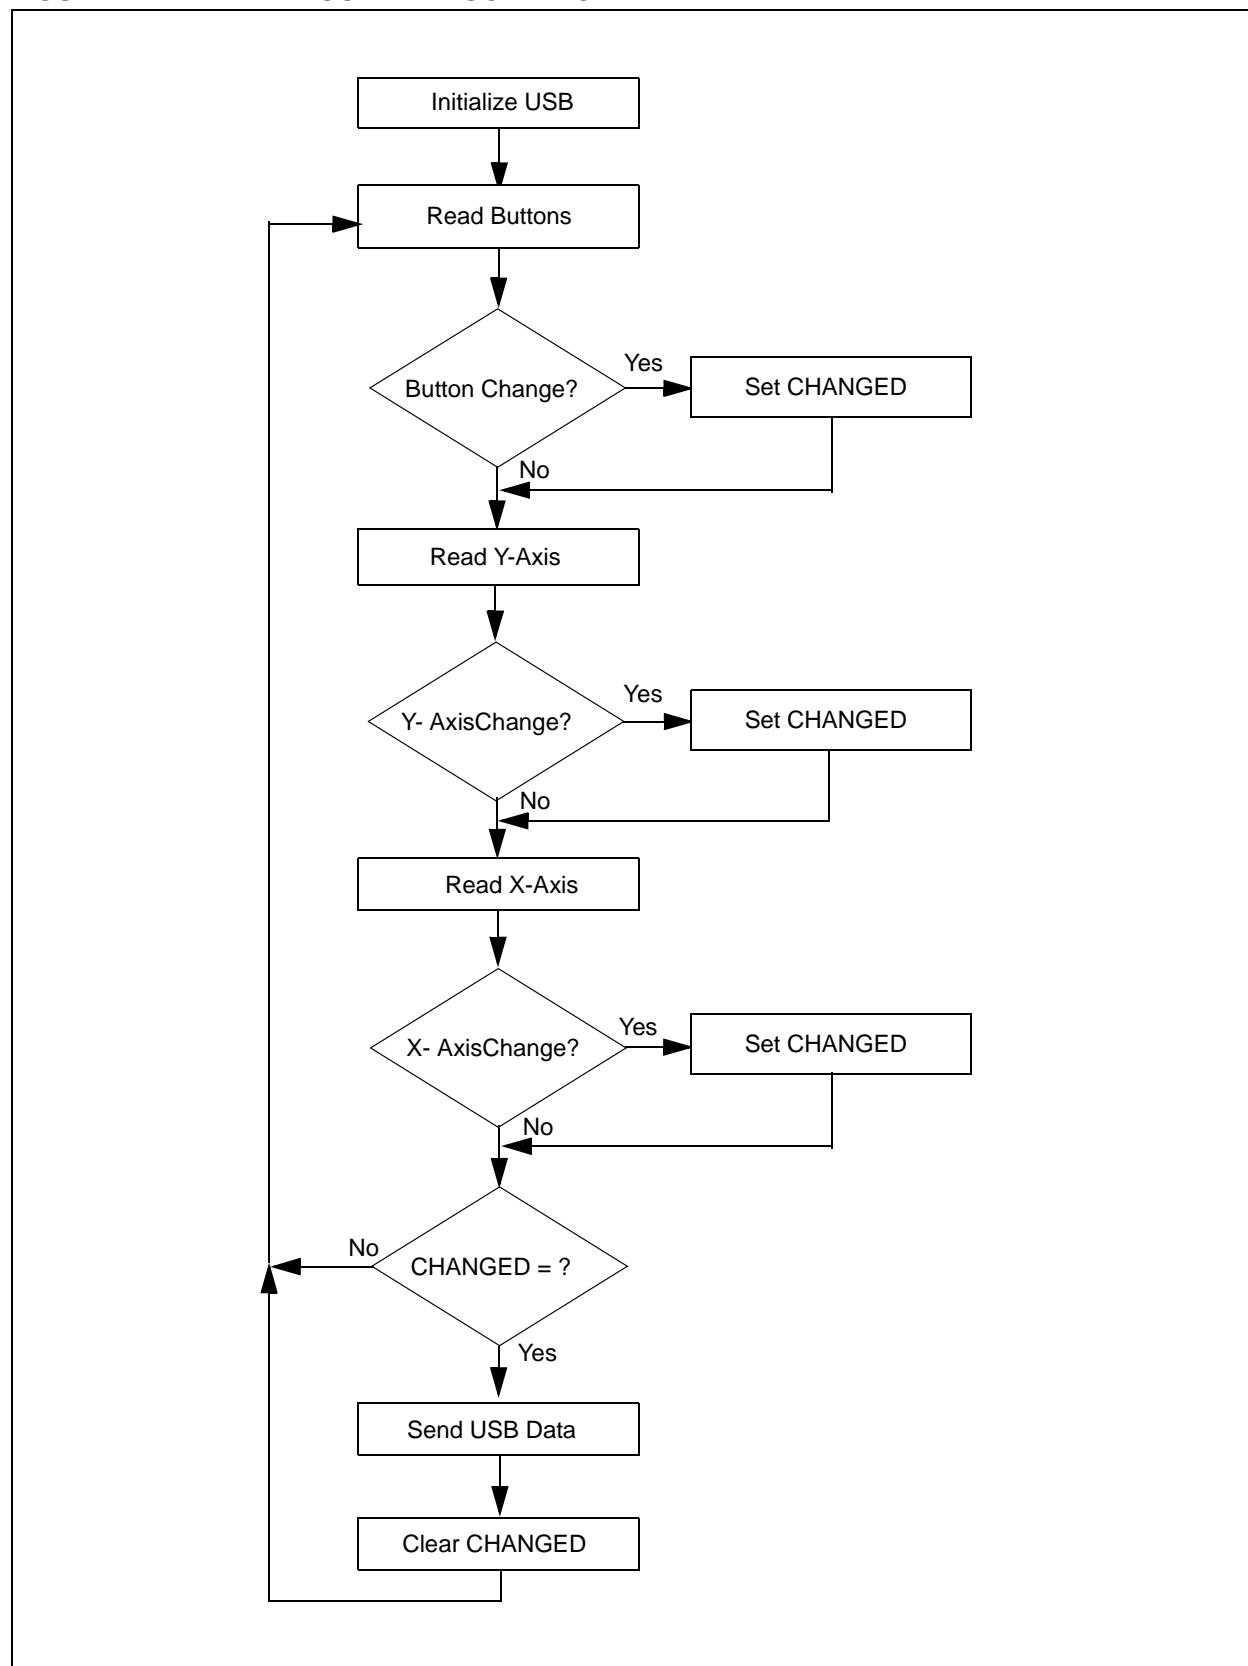 Initialize USB
Read Buttons
Button Change?
Yes
Set CHANGED
No
Read Y-Axis
Y- AxisChange?
Yes
Set CHANGED
No
Read X-Axis
X- AxisChange?
Yes
Set CHANGED
No
CHANGED = ?
No
Yes
Send USB Data
Clear CHANGED